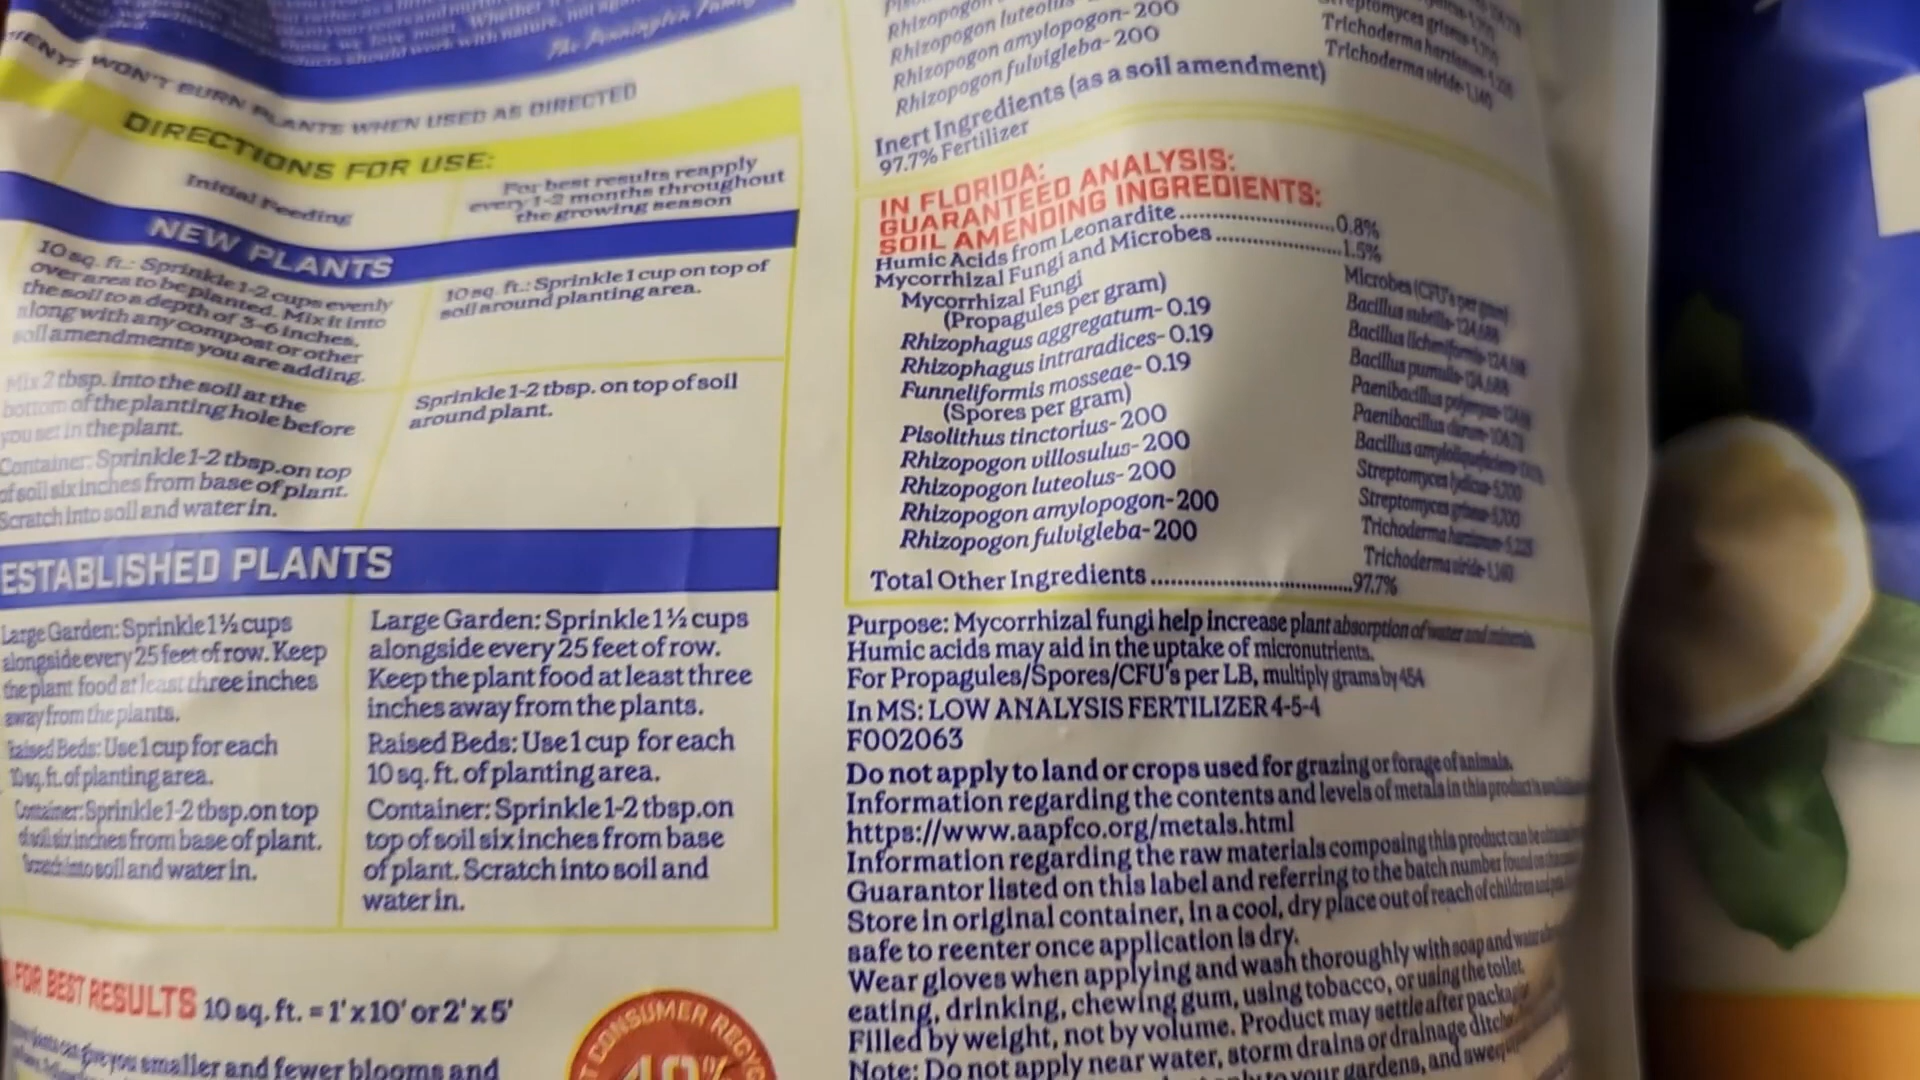 The Pennington Family
WON'T BURN PLANTS WHEN USED AS DIRECTED
DIRECTIONS FOR USE:
Initial Feeding
For best results reapply
every 1-2 months throughout
the growing season
NEW PLANTS
10 sq. ft.: Sprinkle 1-2 cups evenly
over area to be planted. Mix it into
the soil to a depth of 3-6 inches,
along with any compost or other
soil amendments you are adding.
10 sq. ft.: Sprinkle 1 cup on top of
soil around planting area.
Mix 2 tbsp. into the soil at the
bottom of the planting hole before
you set in the plant.
Container: Sprinkle 1-2 tbsp. on top
of soil six inches from base of plant.
Scratch into soil and water in.
Sprinkle 1-2 tbsp. on top of soil
around plant.
ESTABLISHED PLANTS
Large Garden: Sprinkle 1½ cups
alongside every 25 feet of row. Keep
the plant food at least three inches
away from the plants.
Raised Beds: Use 1 cup for each
10 sq. ft. of planting area.
Container: Sprinkle 1-2 tbsp. on top
of soil six inches from base of plant.
Scratch into soil and water in.
Large Garden: Sprinkle 1½ cups
alongside every 25 feet of row.
Keep the plant food at least three
inches away from the plants.
Raised Beds: Use 1 cup for each
10 sq. ft. of planting area.
Container: Sprinkle 1-2 tbsp. on
top of soil six inches from base
of plant. Scratch into soil and
water in.
FOR BEST RESULTS 10 sq. ft. = 1' x 10' or 2' x 5'
give you smaller and fewer blooms and
CONSUMER
40%
Rhizopogon luteolus
Rhizopogon amylopogon-200
Rhizopogon fulvigleba-200
Trichoderma harzianum
Trichoderma viride-1,140
Inert Ingredients (as a soil amendment)
97.7% Fertilizer
IN FLORIDA:
GUARANTEED ANALYSIS:
SOIL AMENDING INGREDIENTS:
Humic Acids from Leonardite....................0.8%
Mycorrhizal Fungi and Microbes....................1.5%
Mycorrhizal Fungi
(Propagules per gram)
Rhizophagus aggregatum-0.19
Rhizophagus intraradices-0.19
Funneliformis mosseae-0.19
(Spores per gram)
Pisolithus tinctorius-200
Rhizopogon villosulus-200
Rhizopogon luteolus-200
Rhizopogon amylopogon-200
Rhizopogon fulvigleba-200
Microbes (CFU's per gram)
Bacillus subtilis-124,688
Bacillus licheniformis
Bacillus pumilus-124,688
Paenibacillus polymyxa
Paenibacillus durum
Bacillus amyloliquefaciens
Streptomyces lydicus-5,700
Streptomyces griseus-5,700
Trichoderma harzianum-5,225
Trichoderma viride-1,140
Total Other Ingredients..............................97.7%
Purpose: Mycorrhizal fungi help increase plant absorption of water and minerals.
Humic acids may aid in the uptake of micronutrients.
For Propagules/Spores/CFU's per LB, multiply grams by 454
In MS: LOW ANALYSIS FERTILIZER 4-5-4
F002063
Do not apply to land or crops used for grazing or forage of animals.
Information regarding the contents and levels of metals in this product is
https://www.aapfco.org/metals.html
Information regarding the raw materials composing this product can be
Guarantor listed on this label and referring to the batch number found on
Store in original container, in a cool, dry place out of reach of children
safe to reenter once application is dry.
Wear gloves when applying and wash thoroughly with soap and water
eating, drinking, chewing gum, using tobacco, or using the toilet.
Filled by weight, not by volume. Product may settle after
Note: Do not apply near water, storm drains or drainage
to your gardens, and